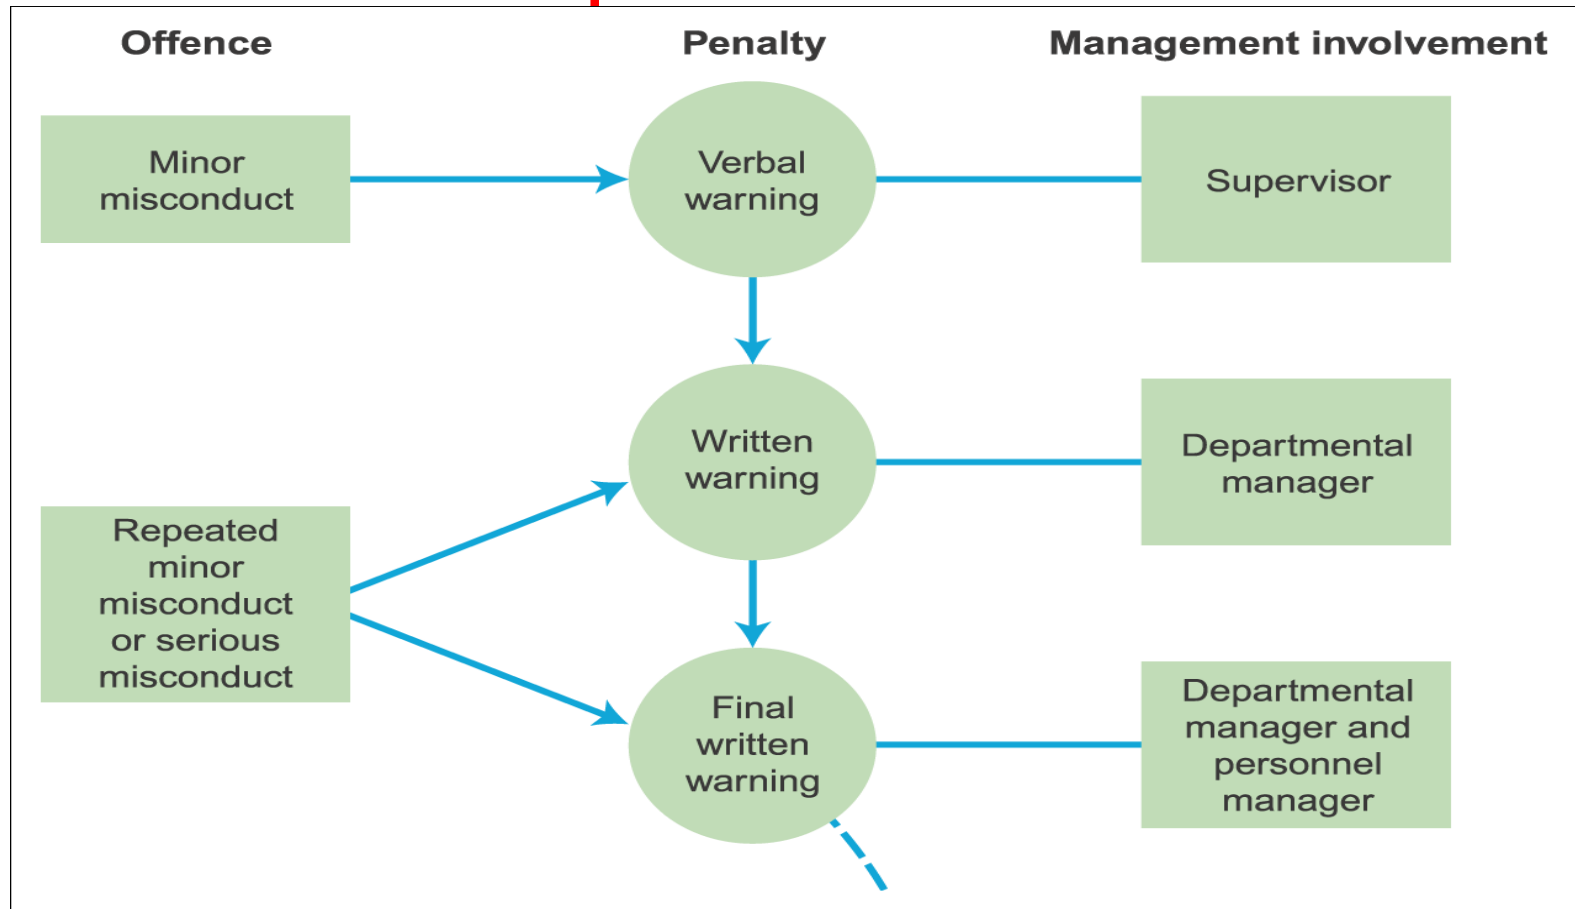 Offence
Penalty
Management involvement
Minor
misconduct
Verbal
warning
Supervisor
Written
warning
Departmental
manager
Repeated
minor
misconduct
or serious
misconduct
Final
written
warning
Departmental
manager and
personnel
manager